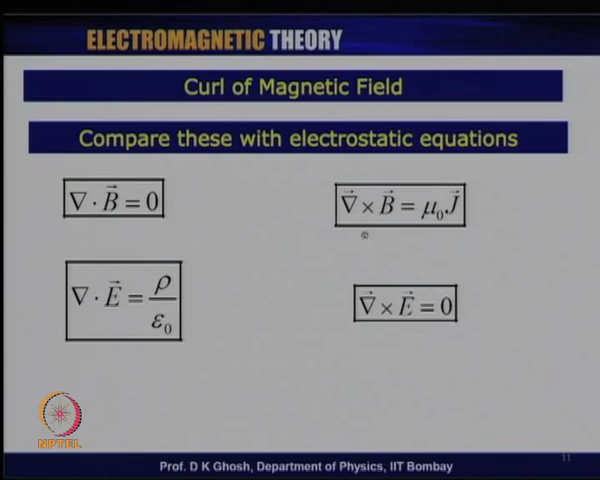 ELECTROMAGNETIC THEORY
Curl of Magnetic Field
Compare these with electrostatic equations
∇ · B⃗ = 0
∇⃗ × B⃗ = μ₀J⃗
∇ · E⃗ = ρ/ε₀
∇⃗ × E⃗ = 0
NPTEL
11
Prof. D K Ghosh, Department of Physics, IIT Bombay